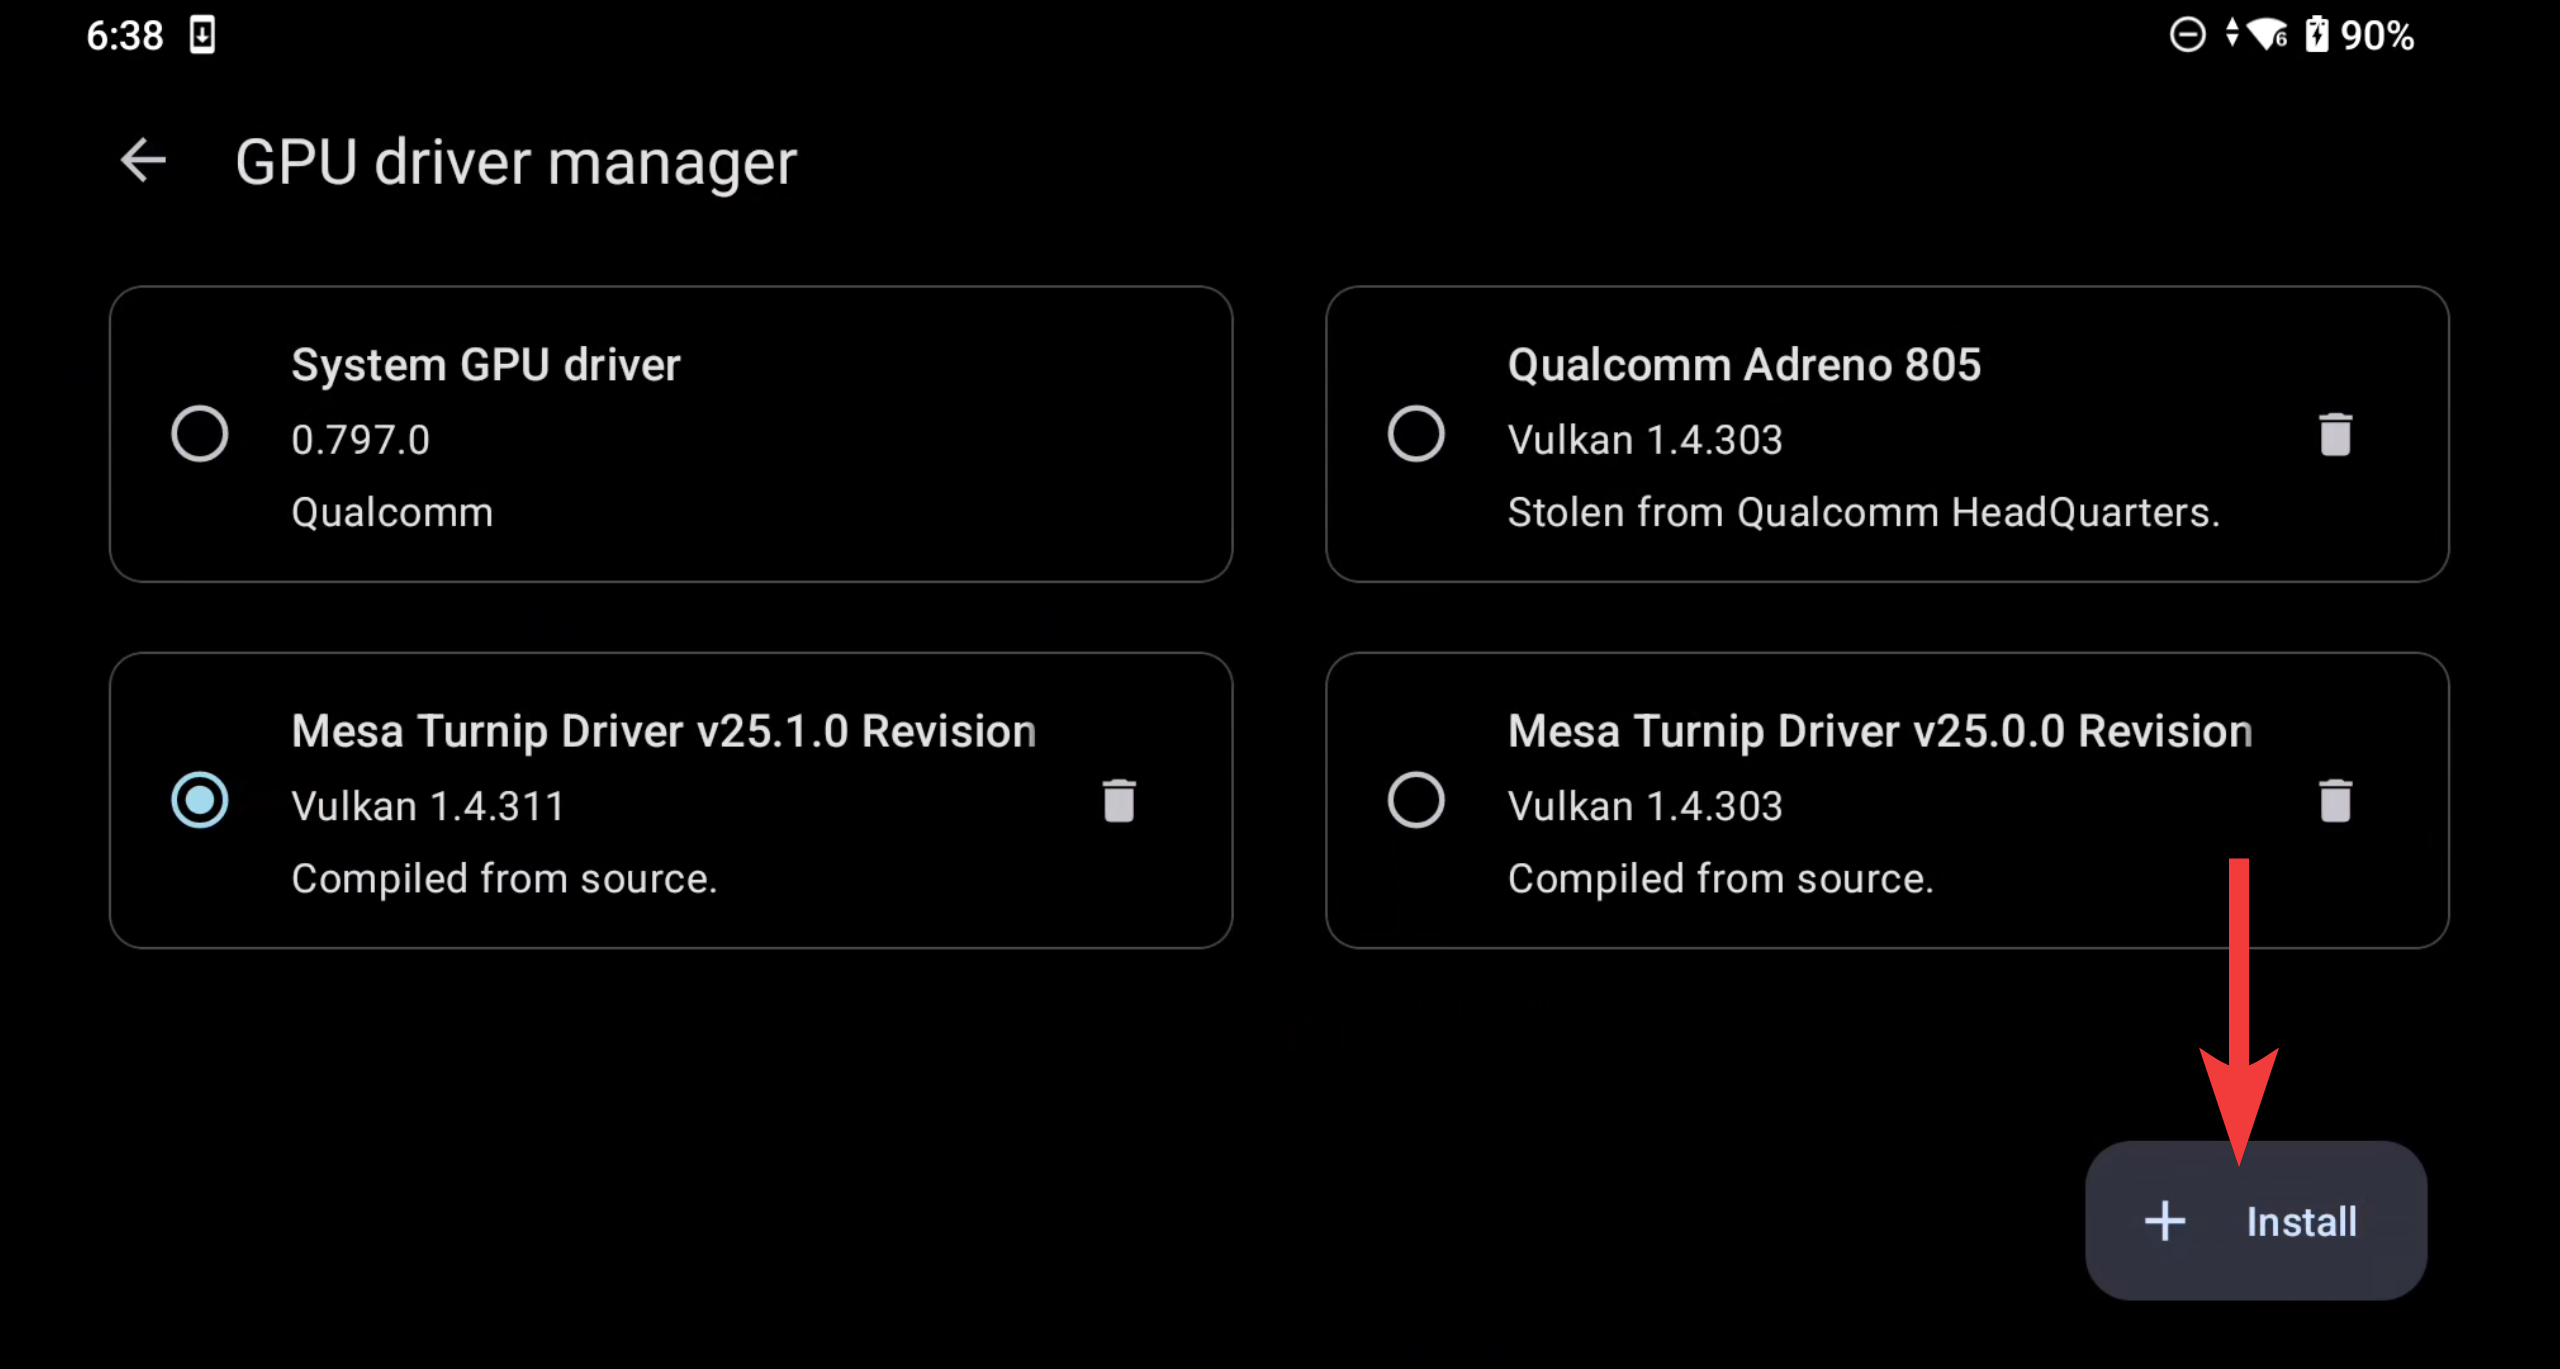 6:38
90%
GPU driver manager
System GPU driver
0.797.0
Qualcomm
Qualcomm Adreno 805
Vulkan 1.4.303
Stolen from Qualcomm HeadQuarters.
Mesa Turnip Driver v25.1.0 Revision
Vulkan 1.4.311
Compiled from source.
Mesa Turnip Driver v25.0.0 Revision
Vulkan 1.4.303
Compiled from source.
+ Install